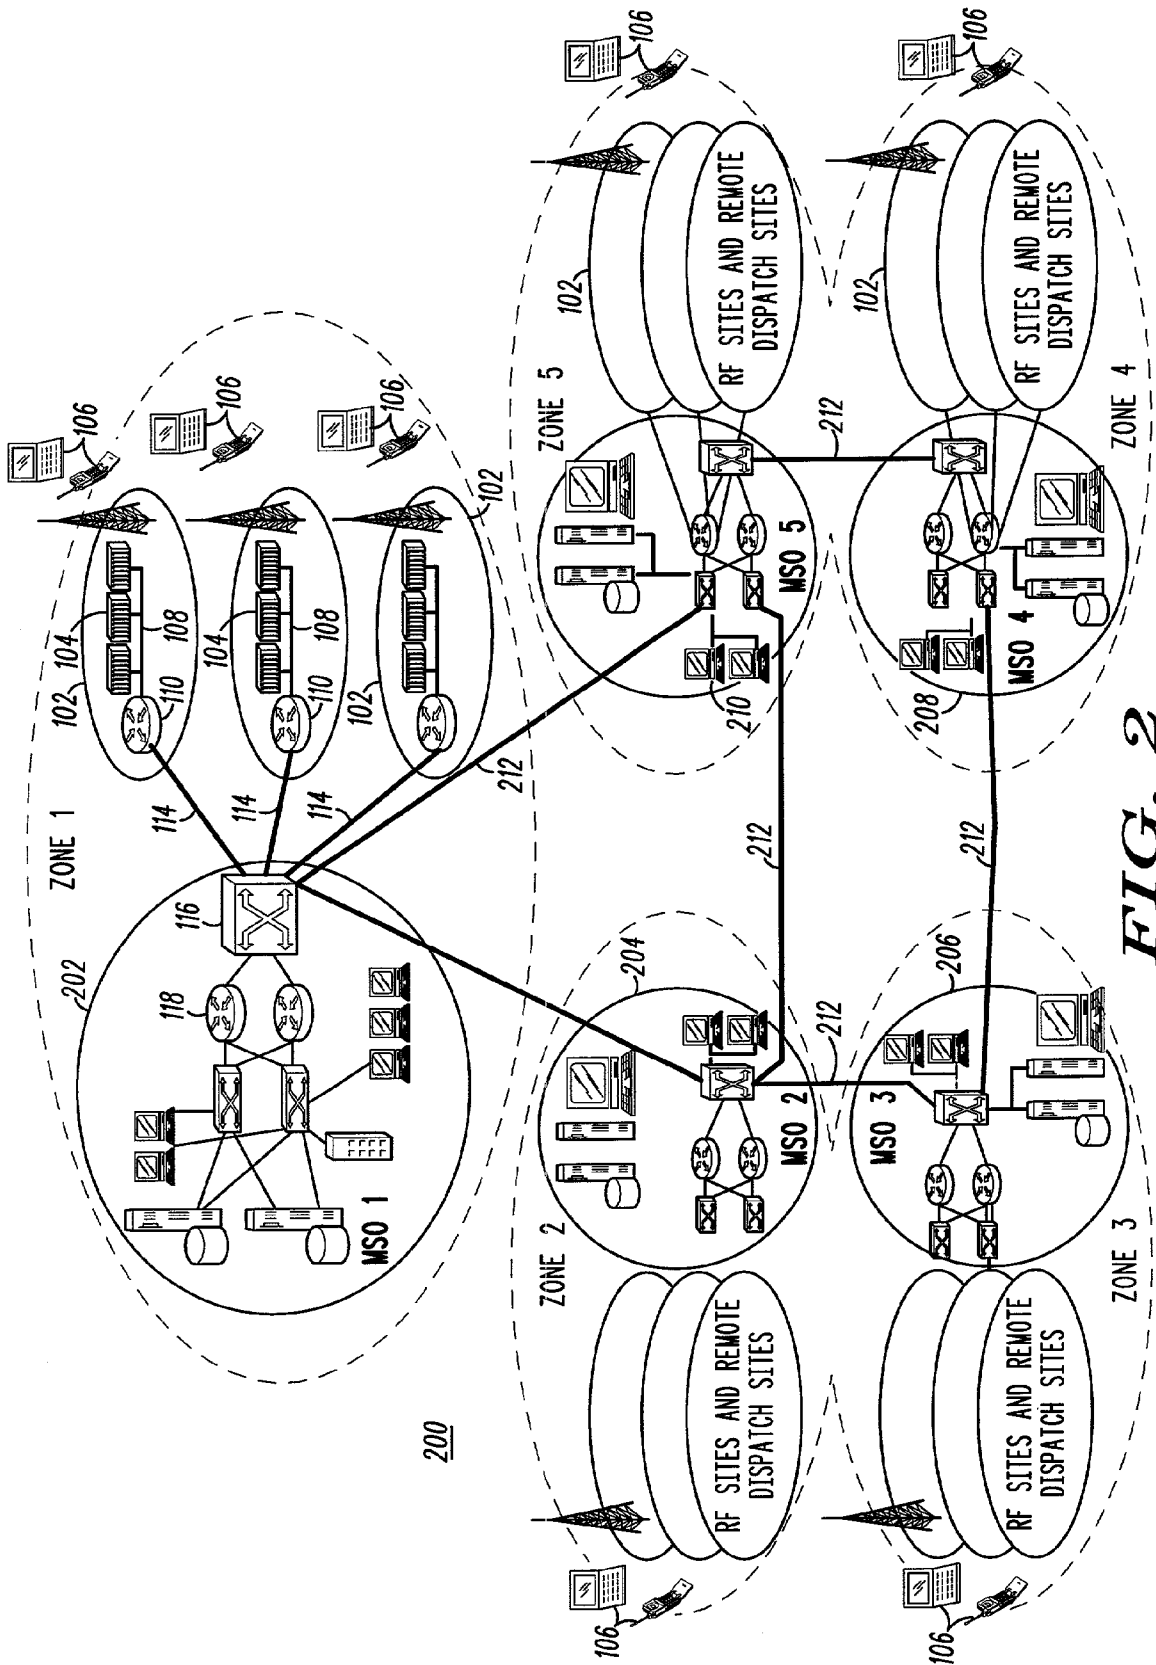 ZONE 1
202
116
118
MSO 1
102
104
108
110
114
106
102
104
108
110
114
106
102
102
114
106
212
200
ZONE 2
204
MSO 2
106
RF SITES AND REMOTE
DISPATCH SITES
212
212
ZONE 5
102
106
210
MSO 5
RF SITES AND REMOTE
DISPATCH SITES
212
MSO 3
206
106
RF SITES AND REMOTE
DISPATCH SITES
ZONE 3
212
208
MSO 4
102
106
RF SITES AND REMOTE
DISPATCH SITES
ZONE 4
FIG. 2